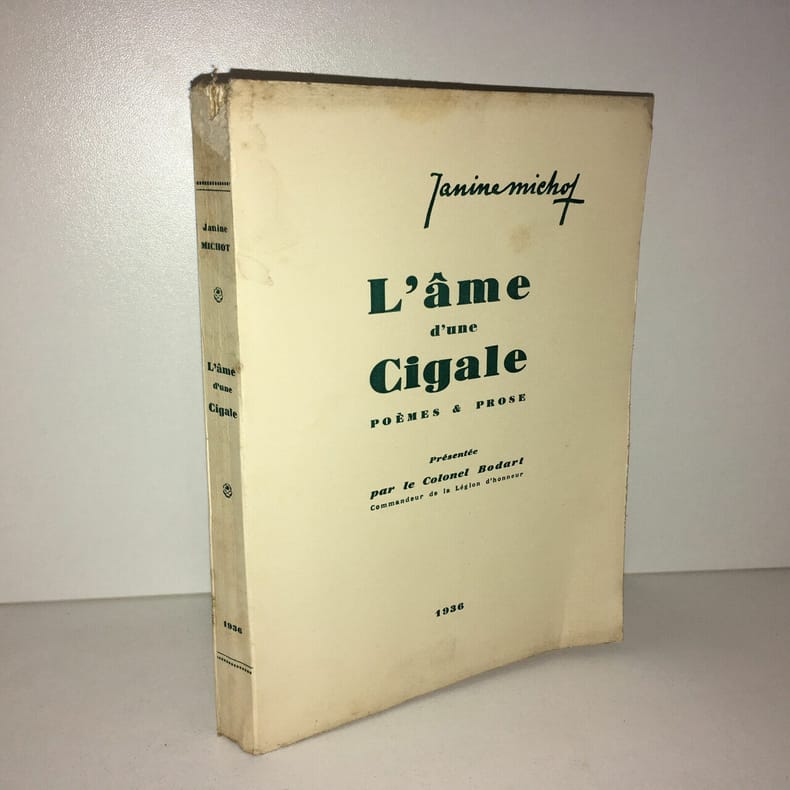 Janine michot
L'âme
d'une
Cigale
POÈMES & PROSE
Présentée
par le Colonel Bodart
Commandeur de la Légion d'honneur
1936
Janine
MICHOT
L'âme
d'une
Cigale
1936